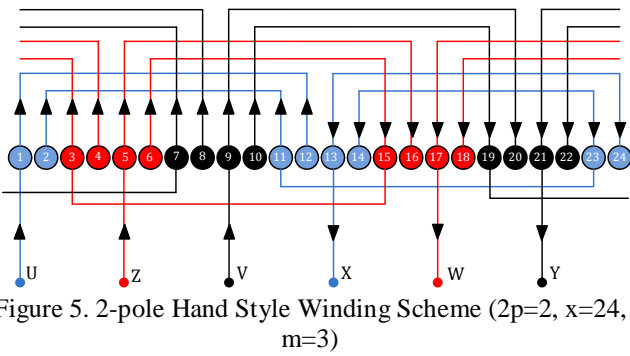 1 2 3 4 5 6 7 8 9 10 11 12 13 14 15 16 17 18 19 20 21 22 23 24
U Z V X W Y
Figure 5. 2-pole Hand Style Winding Scheme (2p=2, x=24,
m=3)